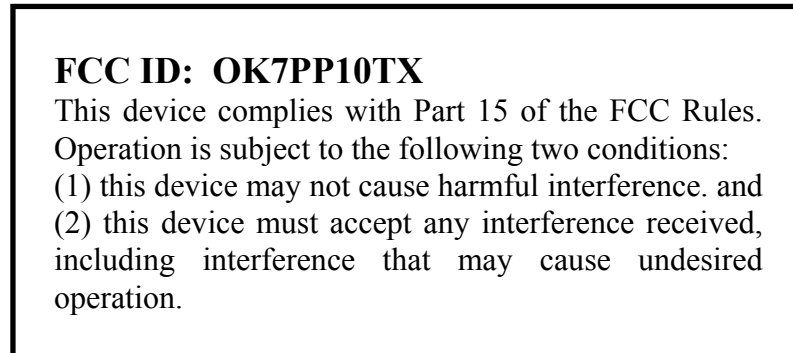 FCC ID: OK7PP10TX
This device complies with Part 15 of the FCC Rules.
Operation is subject to the following two conditions:
(1) this device may not cause harmful interference. and
(2) this device must accept any interference received,
including interference that may cause undesired
operation.